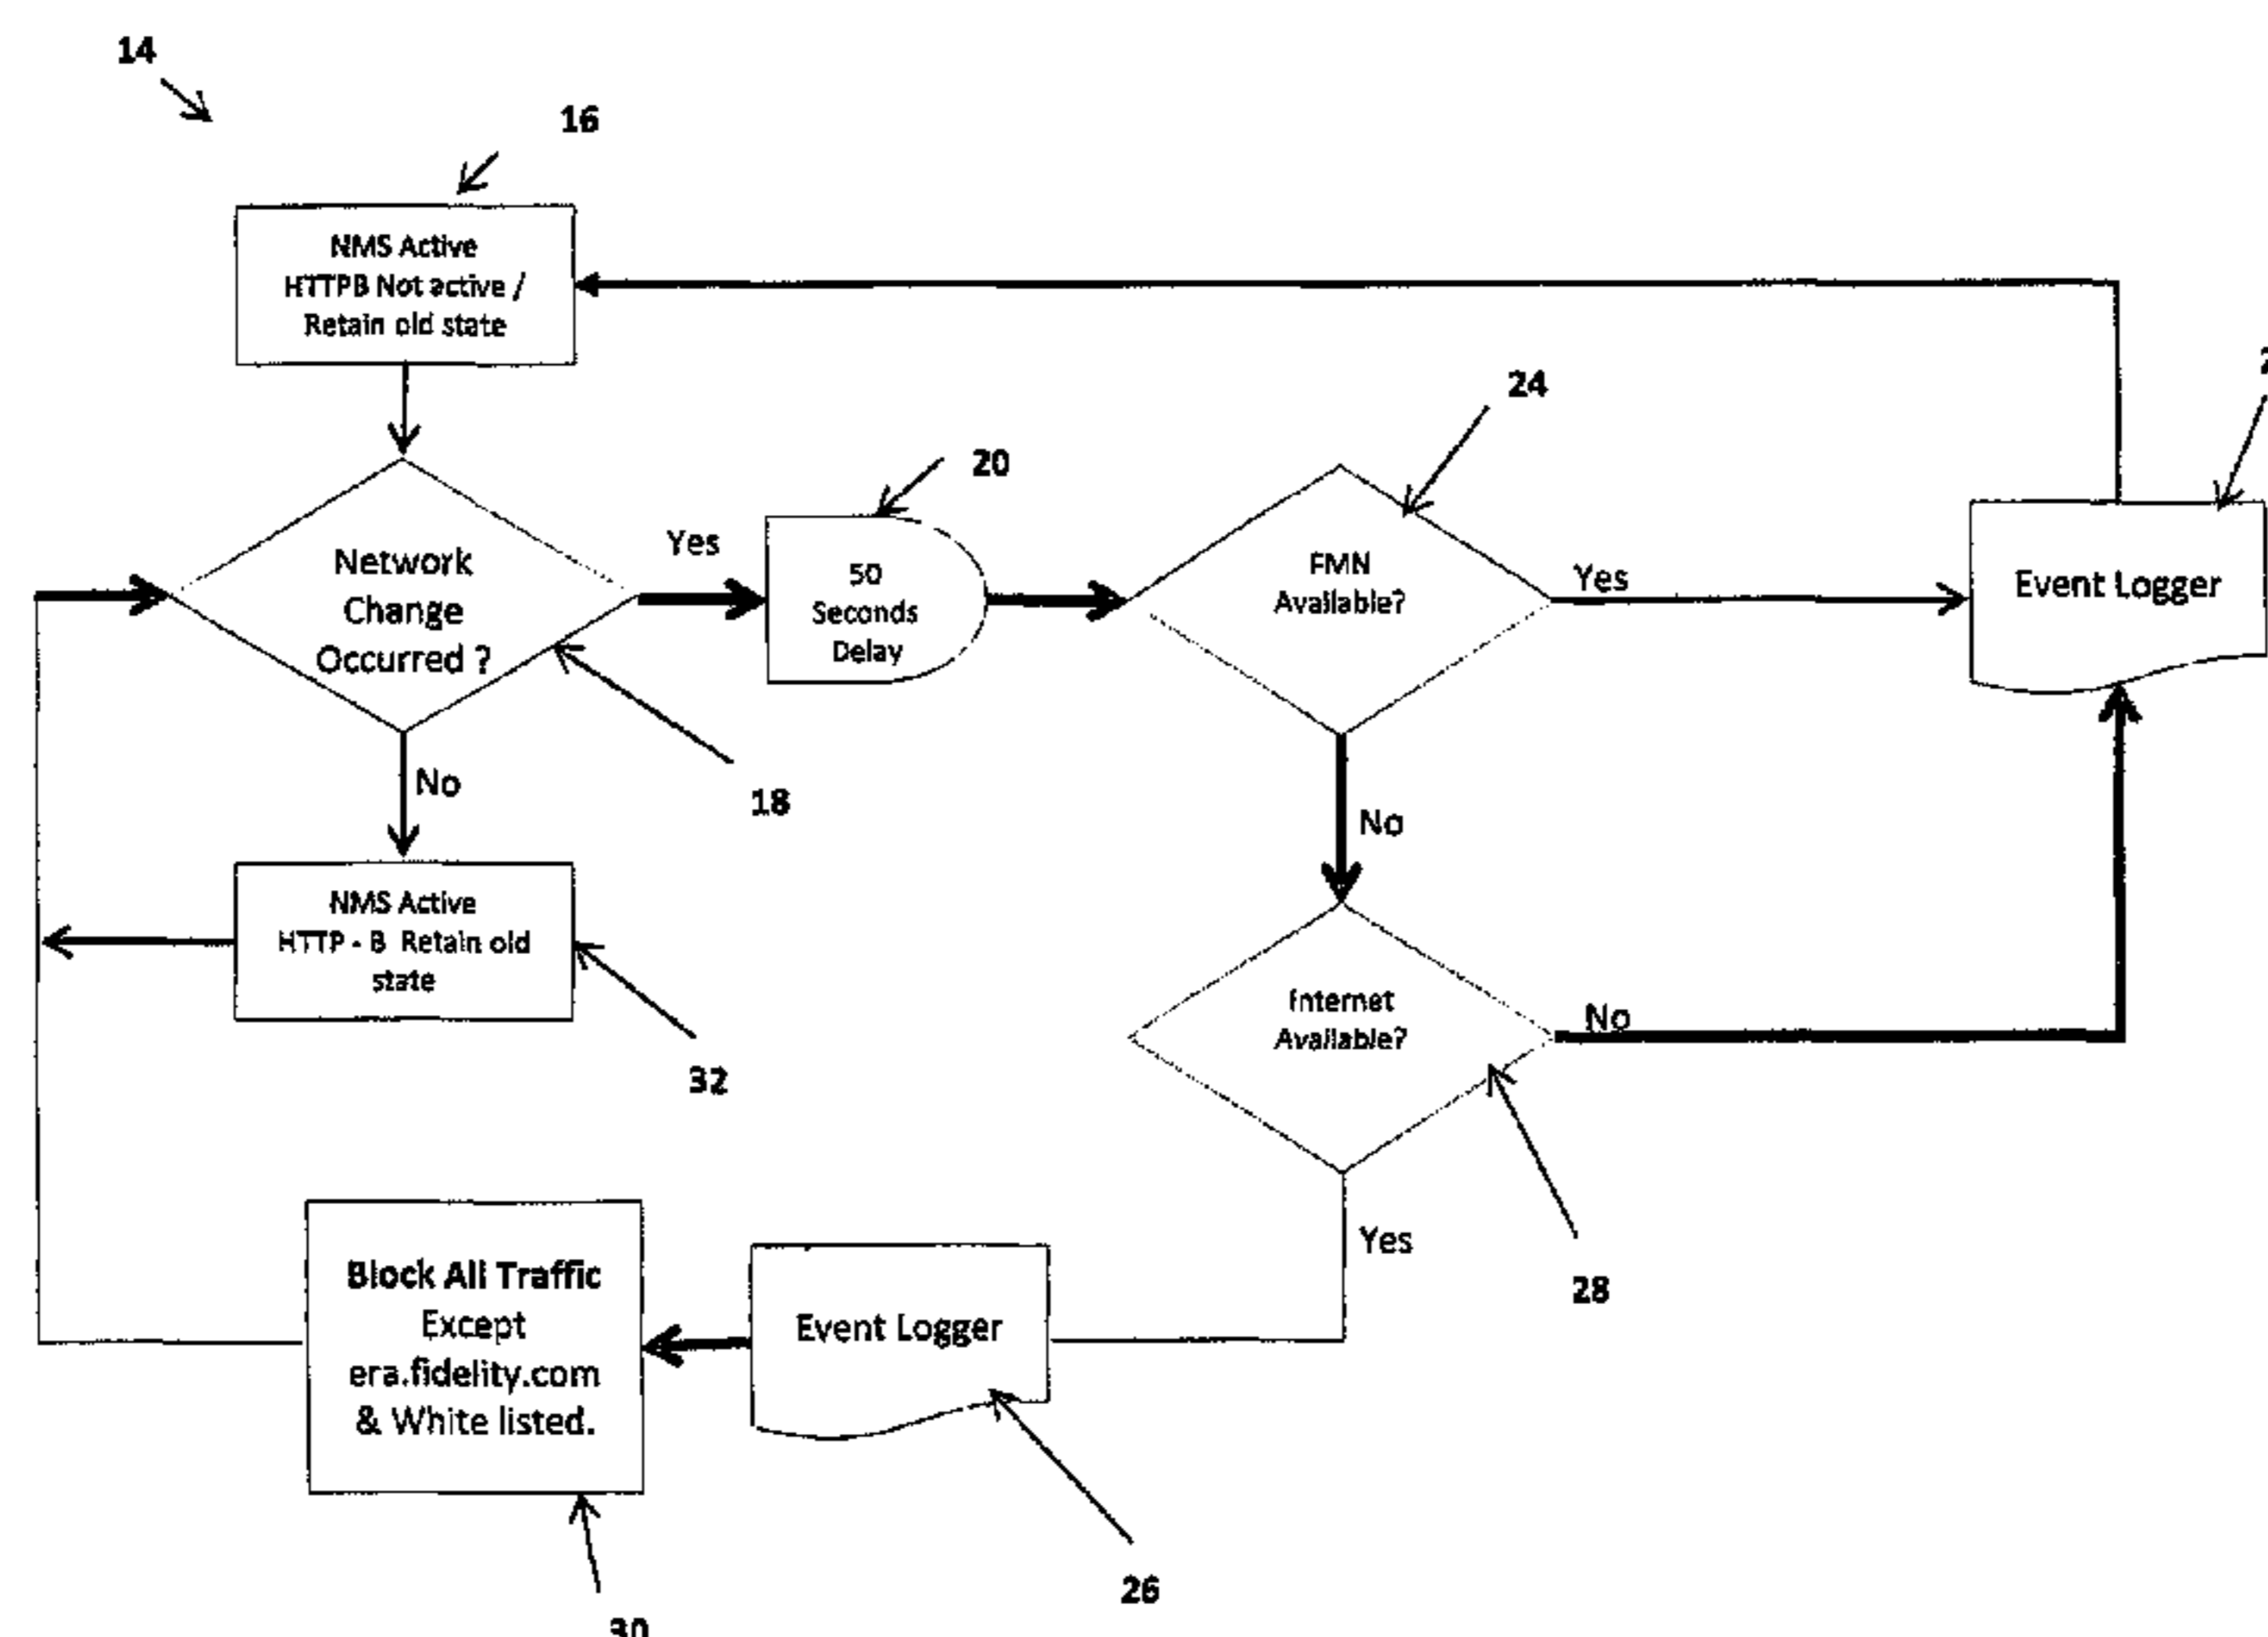 14
16
NMS Active
HTTPB Not active /
Retain old state
24
20
Network
Change
Occurred ?
Yes
50
Seconds
Delay
FMN
Available?
Yes
Event Logger
No
18
No
NMS Active
HTTP - B Retain old
state
Internet
Available?
No
32
Yes
28
Block All Traffic
Except
era.fidelity.com
& White listed.
Event Logger
26
30